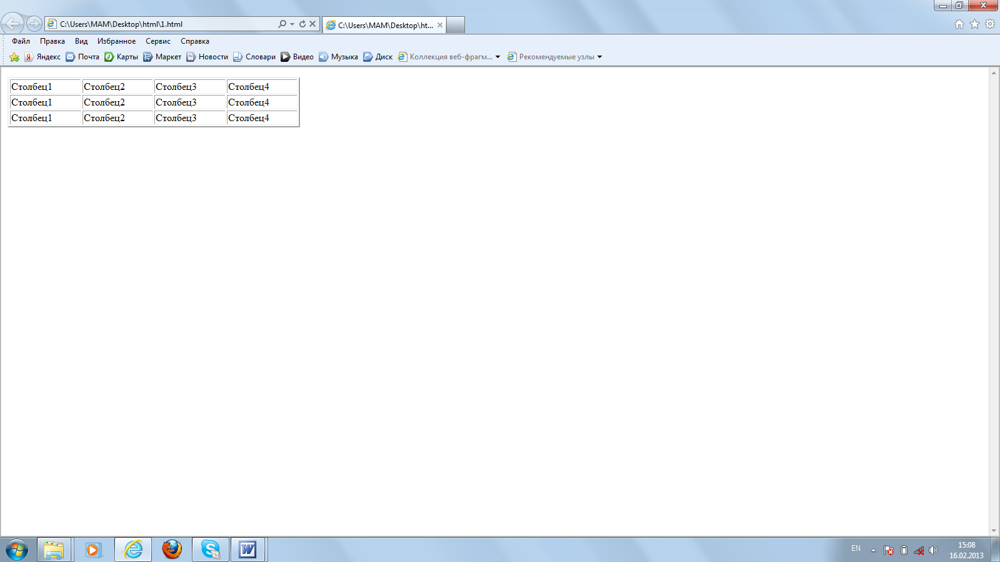 C:\Users\MAM\Desktop\html\1.html
C:\Users\MAM\Desktop\ht...
Файл Правка Вид Избранное Сервис Справка
Яндекс Почта Карты Маркет Новости Словари Видео Музыка Диск Коллекция веб-фрагм... Рекомендуемые узлы
Столбец1 Столбец2 Столбец3 Столбец4
Столбец1 Столбец2 Столбец3 Столбец4
Столбец1 Столбец2 Столбец3 Столбец4
EN
15:08
16.02.2013